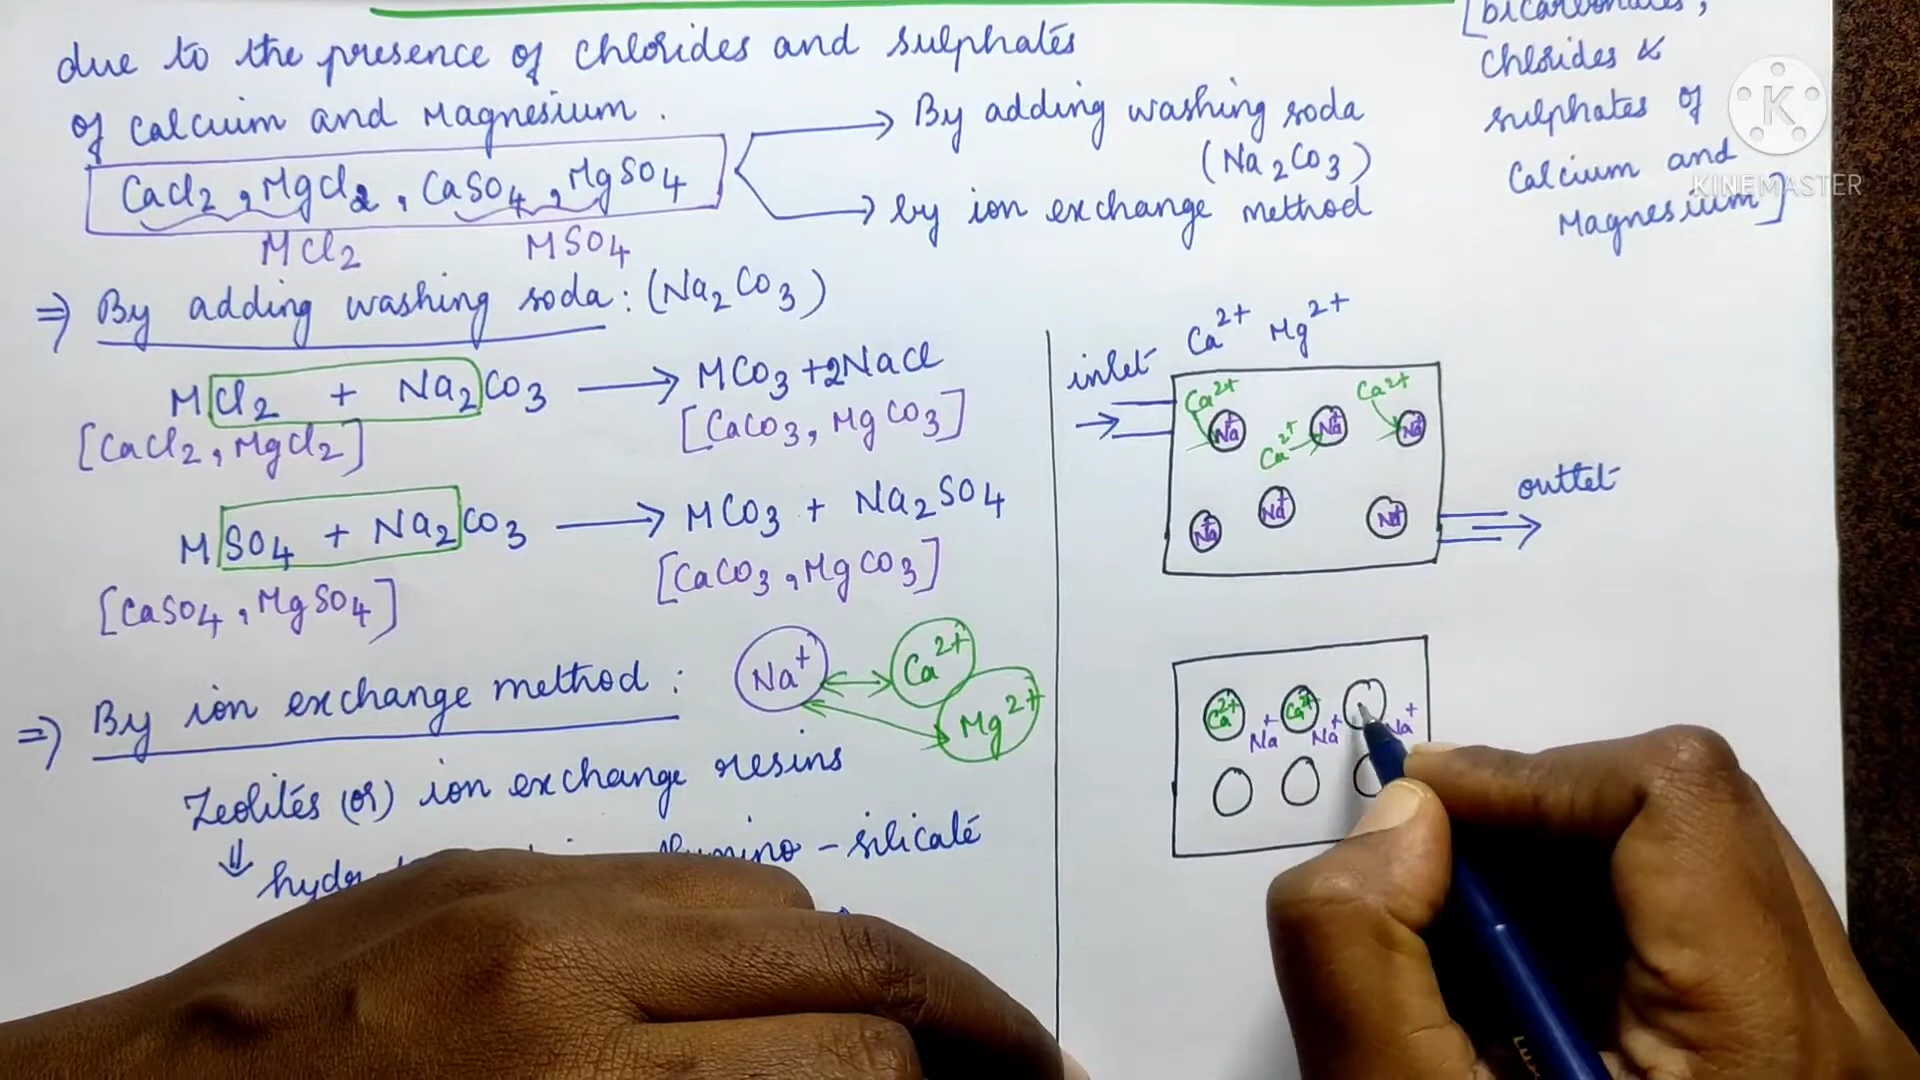 due to the presence of chlorides and sulphates
of calcium and Magnesium.
CaCl2, MgCl2, CaSO4, MgSO4
MCl2
MSO4
By adding washing soda
(Na2CO3)
by ion exchange method
[bicarbonates,
chlorides &
sulphates of
Calcium and
Magnesium]
K
KINEMASTER
⇒ By adding washing soda: (Na2CO3)
MCl2 + Na2CO3 → MCO3 + 2NaCl
[CaCl2, MgCl2]
[CaCO3, MgCO3]
MSO4 + Na2CO3 → MCO3 + Na2SO4
[CaSO4, MgSO4]
[CaCO3, MgCO3]
⇒ By ion exchange method:
Na+
Ca2+
Mg2+
Zeolites (or) ion exchange resins
⇓
- silicate
inlet
Ca2+ Mg2+
Ca2+ Ca2+ Ca2+
Na+ Na+ Na+
Na+ Na+ Na+
outlet
Ca2+ Ca2+
Na+ Na+ Na+